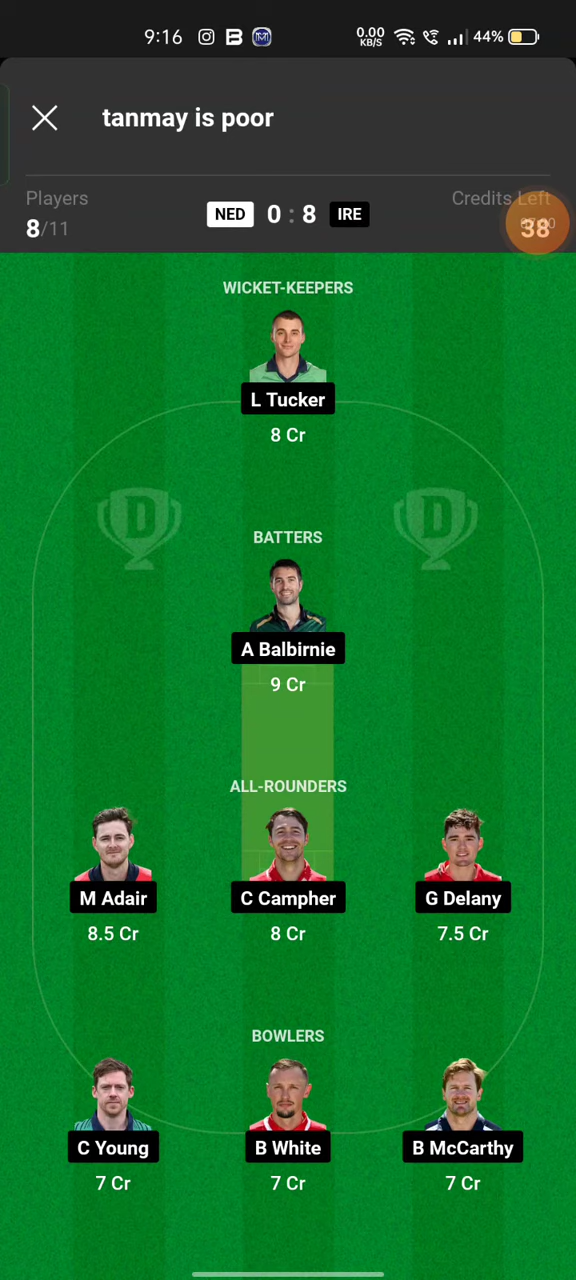 9:16 0.00 KB/S 44%
tanmay is poor
Players Credits Left
8/11 NED 0 : 8 IRE 38
WICKET-KEEPERS
L Tucker
8 Cr
BATTERS
A Balbirnie
9 Cr
ALL-ROUNDERS
M Adair C Campher G Delany
8.5 Cr 8 Cr 7.5 Cr
BOWLERS
C Young B White B McCarthy
7 Cr 7 Cr 7 Cr